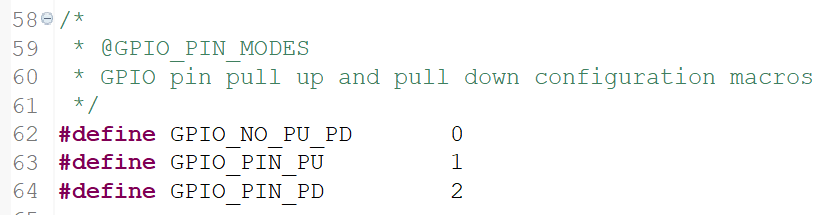 58 /*
59 * @GPIO_PIN_MODES
60 * GPIO pin pull up and pull down configuration macros
61 */
62 #define GPIO_NO_PU_PD 0
63 #define GPIO_PIN_PU 1
64 #define GPIO_PIN_PD 2